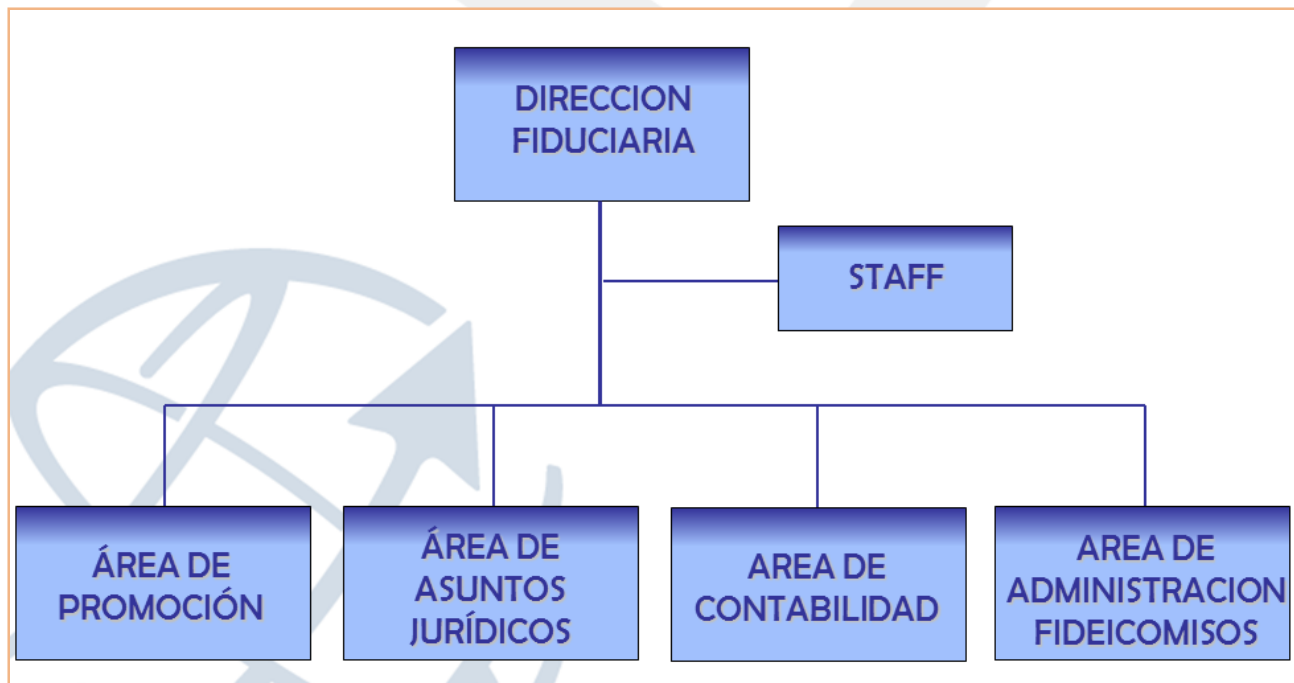 DIRECCION
FIDUCIARIA
STAFF
ÁREA DE
PROMOCIÓN
ÁREA DE
ASUNTOS
JURÍDICOS
AREA DE
CONTABILIDAD
AREA DE
ADMINISTRACION
FIDEICOMISOS